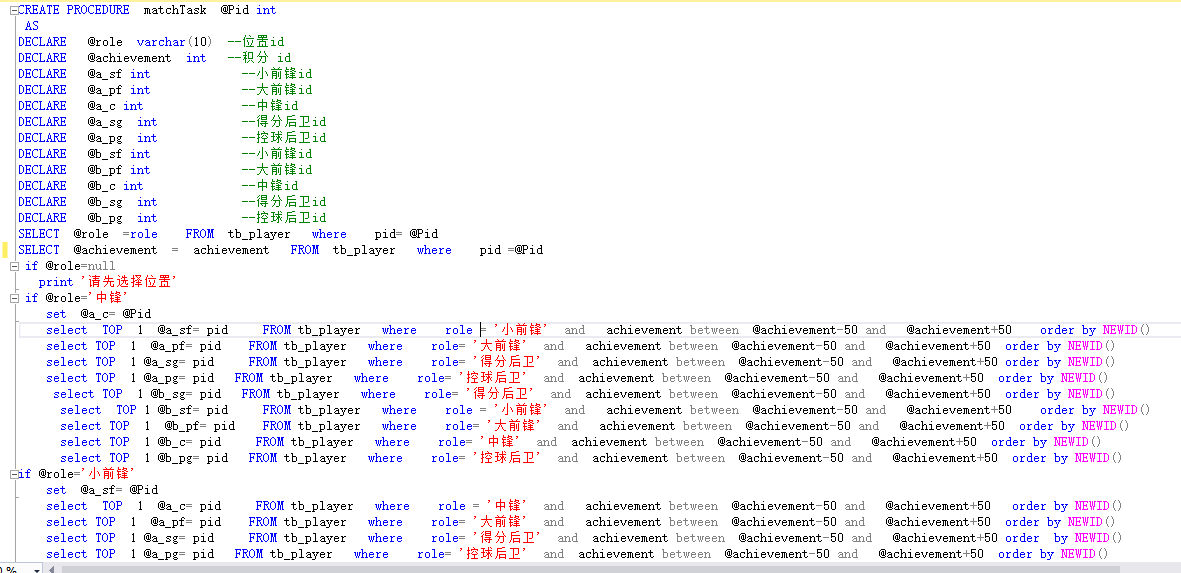 CREATE PROCEDURE matchTask @Pid int
AS
DECLARE @role varchar(10) --位置id
DECLARE @achievement int --积分 id
DECLARE @a_sf int --小前锋id
DECLARE @a_pf int --大前锋id
DECLARE @a_c int --中锋id
DECLARE @a_sg int --得分后卫id
DECLARE @a_pg int --控球后卫id
DECLARE @b_sf int --小前锋id
DECLARE @b_pf int --大前锋id
DECLARE @b_c int --中锋id
DECLARE @b_sg int --得分后卫id
DECLARE @b_pg int --控球后卫id
SELECT @role =role FROM tb_player where pid= @Pid
SELECT @achievement = achievement FROM tb_player where pid =@Pid
if @role=null
print '请先选择位置'
if @role='中锋'
set @a_c= @Pid
select TOP 1 @a_sf= pid FROM tb_player where role = '小前锋' and achievement between @achievement-50 and @achievement+50 order by NEWID()
select TOP 1 @a_pf= pid FROM tb_player where role= '大前锋' and achievement between @achievement-50 and @achievement+50 order by NEWID()
select TOP 1 @a_sg= pid FROM tb_player where role= '得分后卫' and achievement between @achievement-50 and @achievement+50 order by NEWID()
select TOP 1 @a_pg= pid FROM tb_player where role= '控球后卫' and achievement between @achievement-50 and @achievement+50 order by NEWID()
select TOP 1 @b_sg= pid FROM tb_player where role= '得分后卫' and achievement between @achievement-50 and @achievement+50 order by NEWID()
select TOP 1 @b_sf= pid FROM tb_player where role = '小前锋' and achievement between @achievement-50 and @achievement+50 order by NEWID()
select TOP 1 @b_pf= pid FROM tb_player where role= '大前锋' and achievement between @achievement-50 and @achievement+50 order by NEWID()
select TOP 1 @b_c= pid FROM tb_player where role= '中锋' and achievement between @achievement-50 and @achievement+50 order by NEWID()
select TOP 1 @b_pg= pid FROM tb_player where role= '控球后卫' and achievement between @achievement-50 and @achievement+50 order by NEWID()
if @role='小前锋'
set @a_sf= @Pid
select TOP 1 @a_c= pid FROM tb_player where role = '中锋' and achievement between @achievement-50 and @achievement+50 order by NEWID()
select TOP 1 @a_pf= pid FROM tb_player where role= '大前锋' and achievement between @achievement-50 and @achievement+50 order by NEWID()
select TOP 1 @a_sg= pid FROM tb_player where role= '得分后卫' and achievement between @achievement-50 and @achievement+50 order by NEWID()
select TOP 1 @a_pg= pid FROM tb_player where role= '控球后卫' and achievement between @achievement-50 and @achievement+50 order by NEWID()